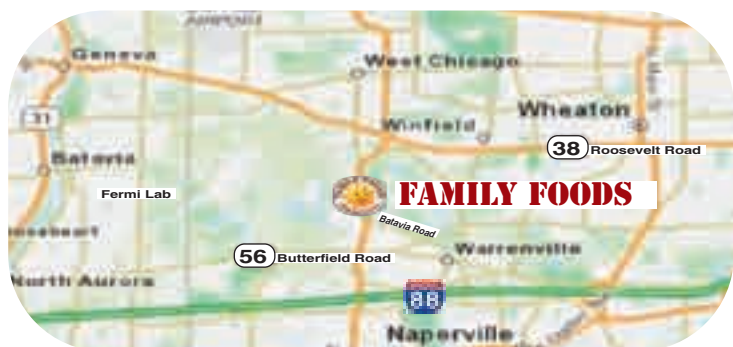 Geneva
West Chicago
Wheaton
31
Winfield
38 Roosevelt Road
Batavia
Fermi Lab
FAMILY FOODS
Batavia Road
56 Butterfield Road
Warrenville
North Aurora
88
Naperville